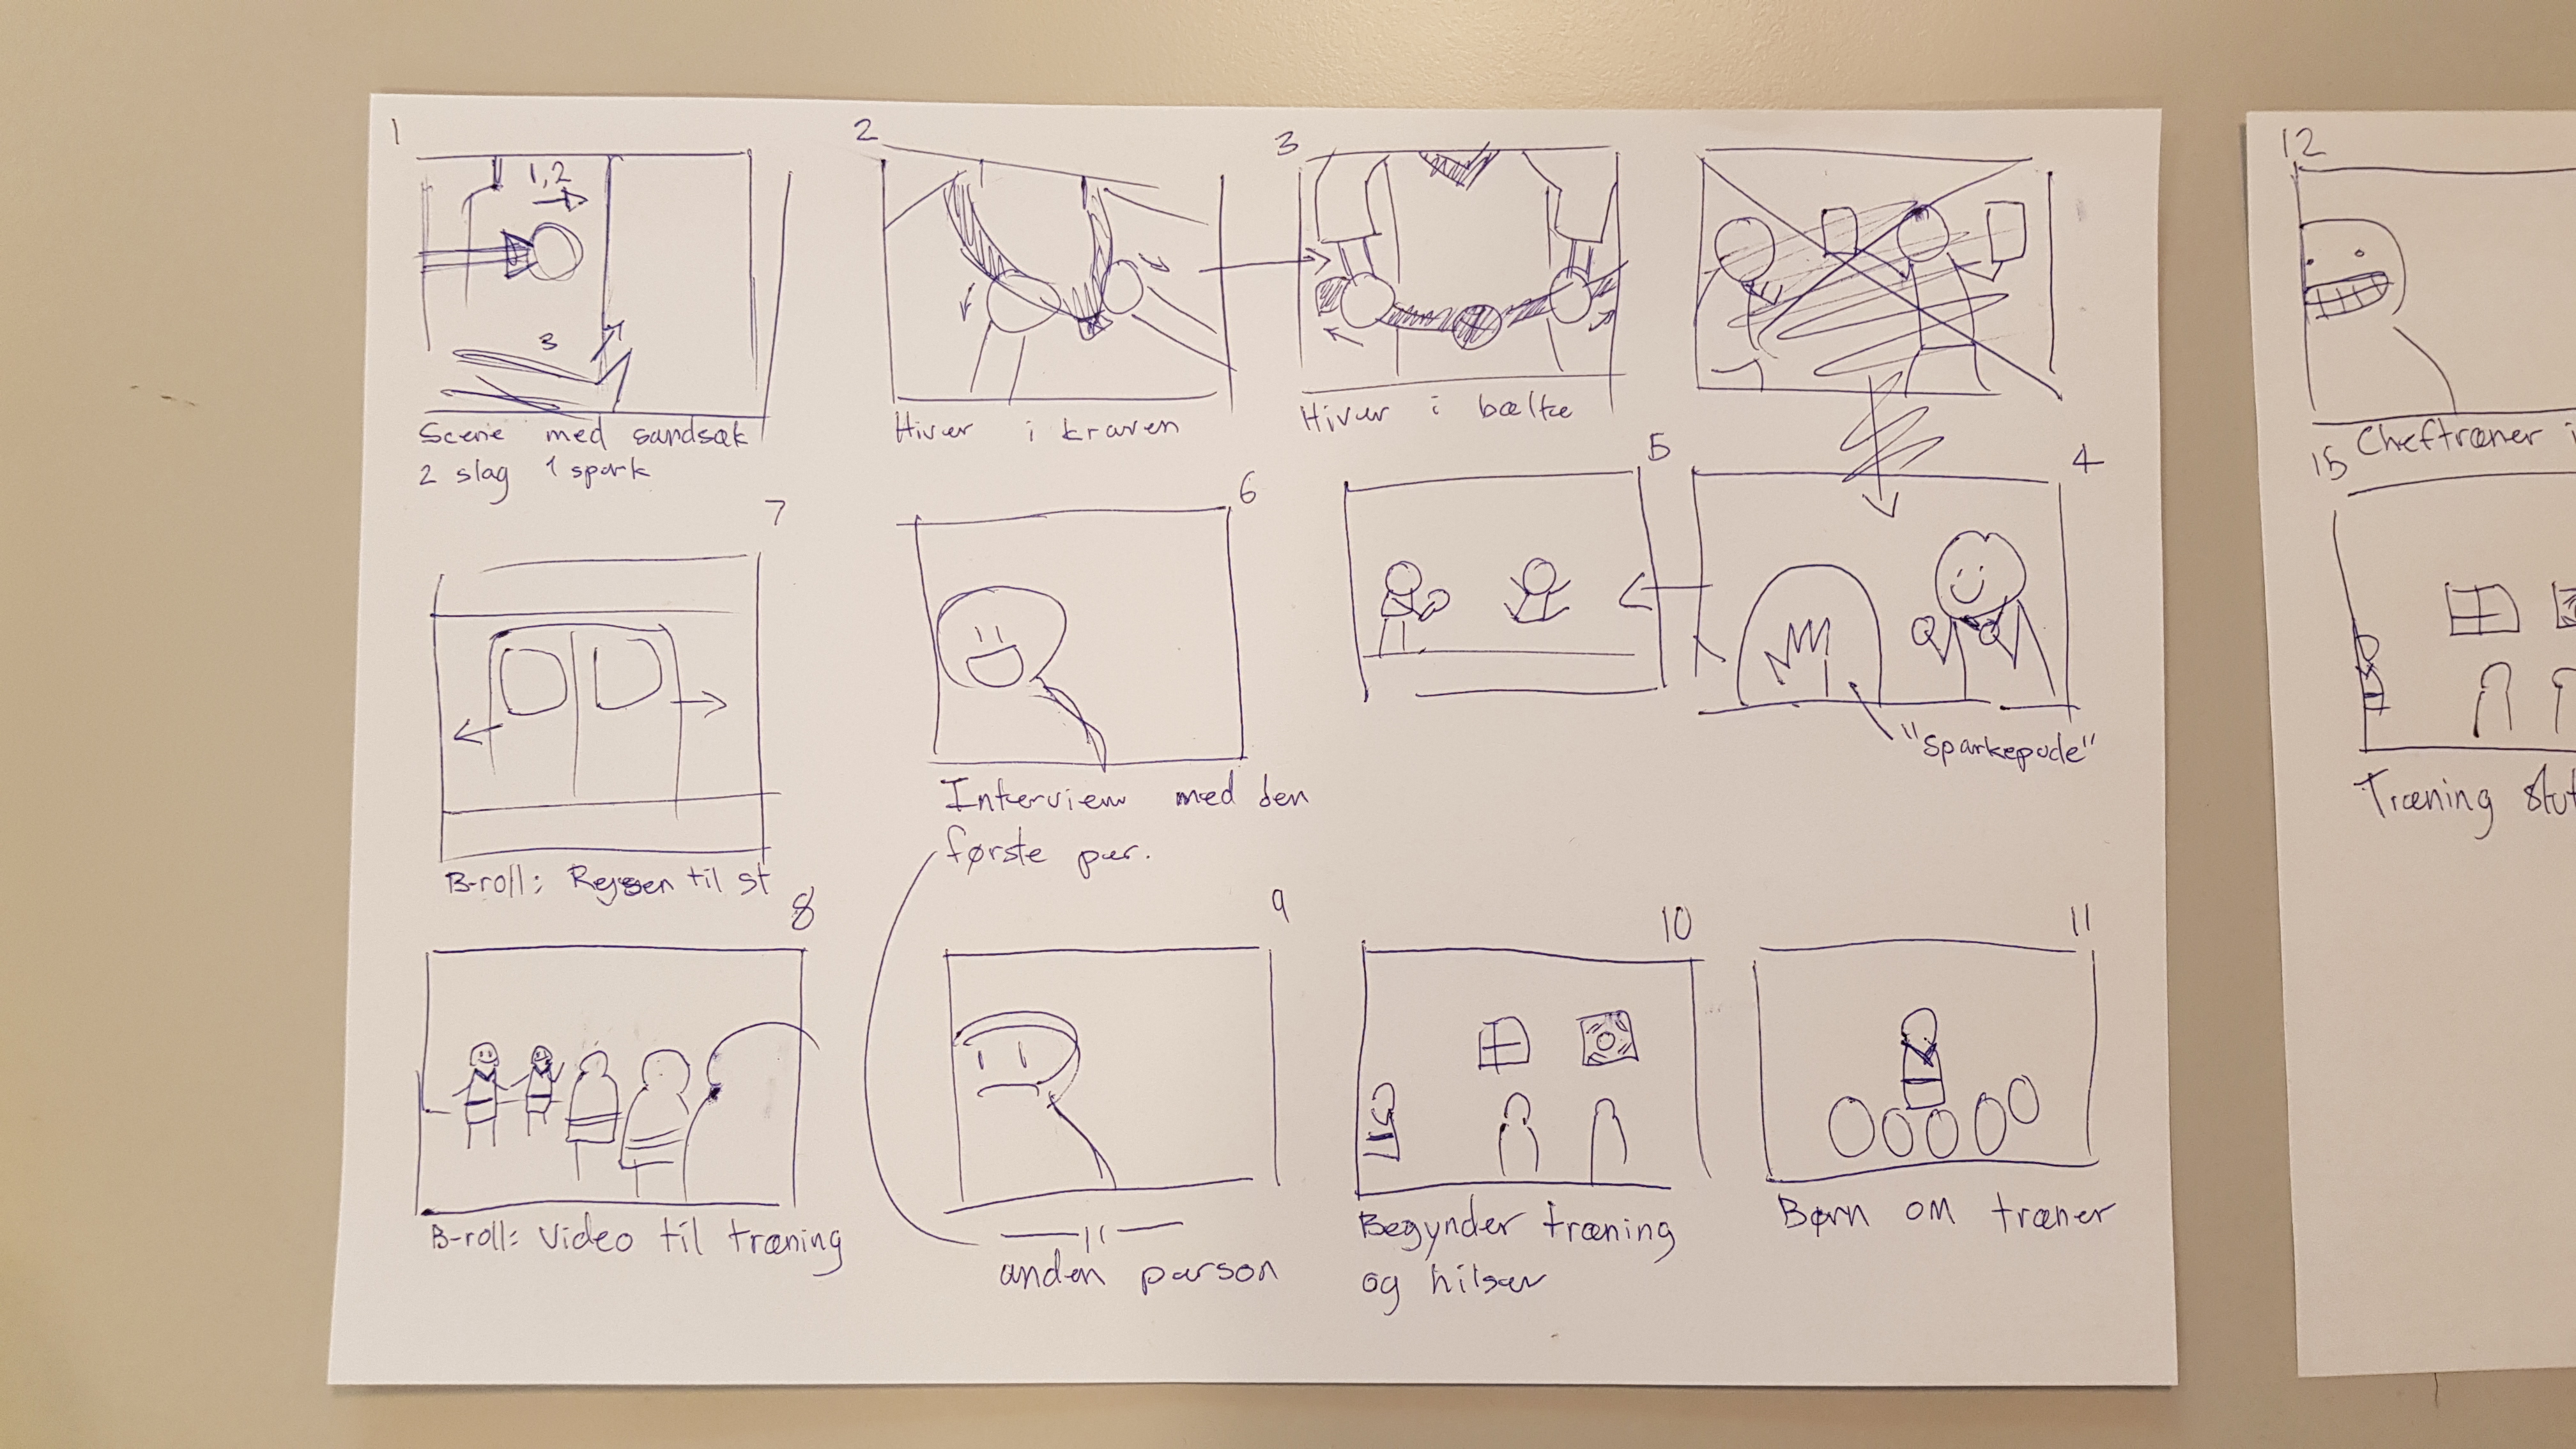 1
1,2
3
Scene med sandsæk
2 slag 1 spark
2
Hiver i kraven
3
Hiver i bælte
4
"Sparkepude"
5
6
Interview med den
første per.
7
B-roll: Rejsen til st
8
B-roll: Video til træning
9
—— 11 ——
anden person
10
Begynder træning
og hilser
11
Børn om træner
12
Cheftræner i
15
Træning slut